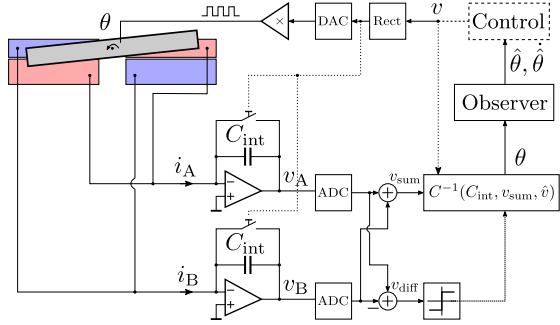 θ
×
DAC
Rect
v
Control
θ̂, θ̂̇
Observer
θ
C_int
i_A
v_A
−
+
ADC
v_sum
+
C⁻¹(C_int, v_sum, v̂)
C_int
i_B
v_B
−
+
ADC
v_diff
+
−